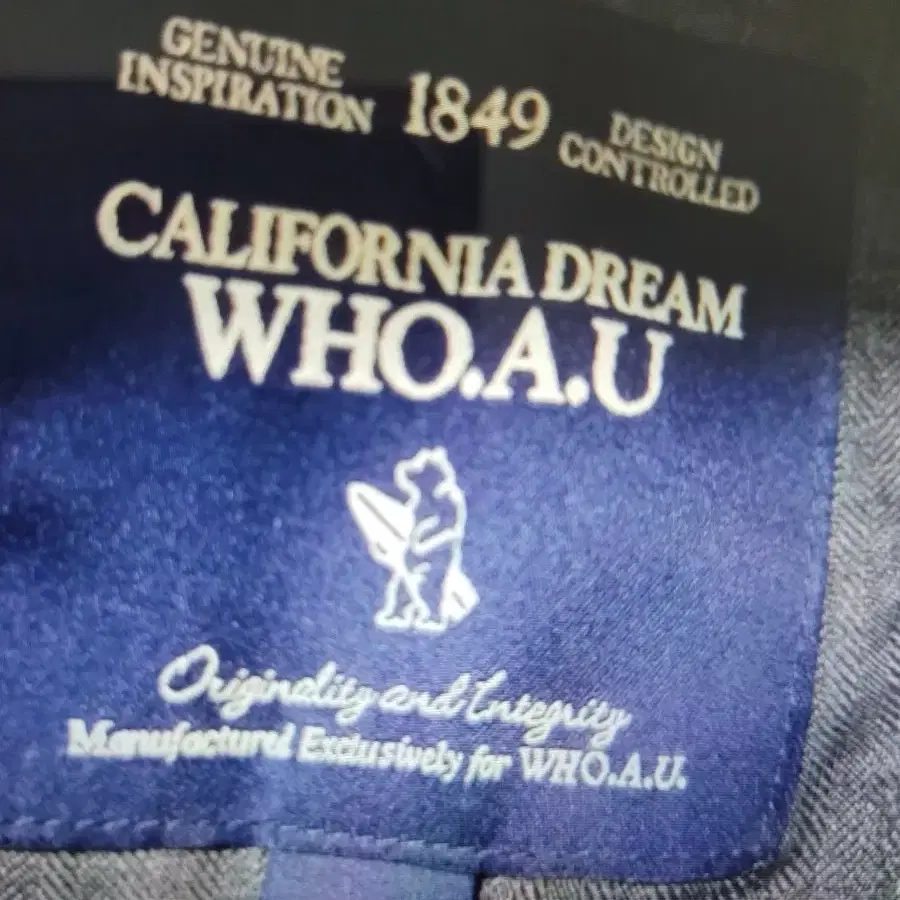 GENUINE
INSPIRATION
1849
DESIGN
CONTROLLED
CALIFORNIA DREAM
WHO.A.U
Originality and Integrity
Manufactured Exclusively for WHO.A.U.